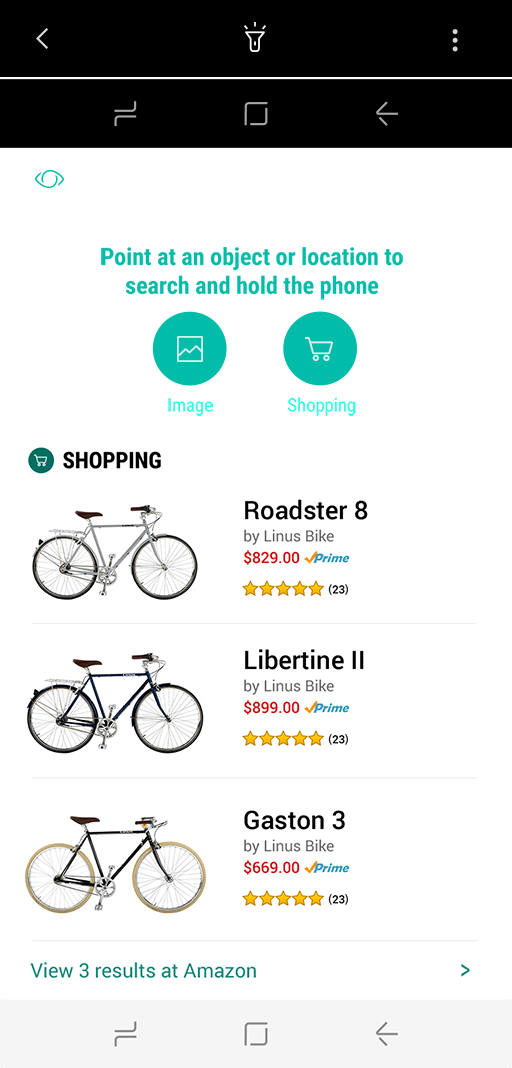 Point at an object or location to
search and hold the phone
Image
Shopping
SHOPPING
Roadster 8
by Linus Bike
$829.00 Prime
(23)
Libertine II
by Linus Bike
$899.00 Prime
(23)
Gaston 3
by Linus Bike
$669.00 Prime
(23)
View 3 results at Amazon >